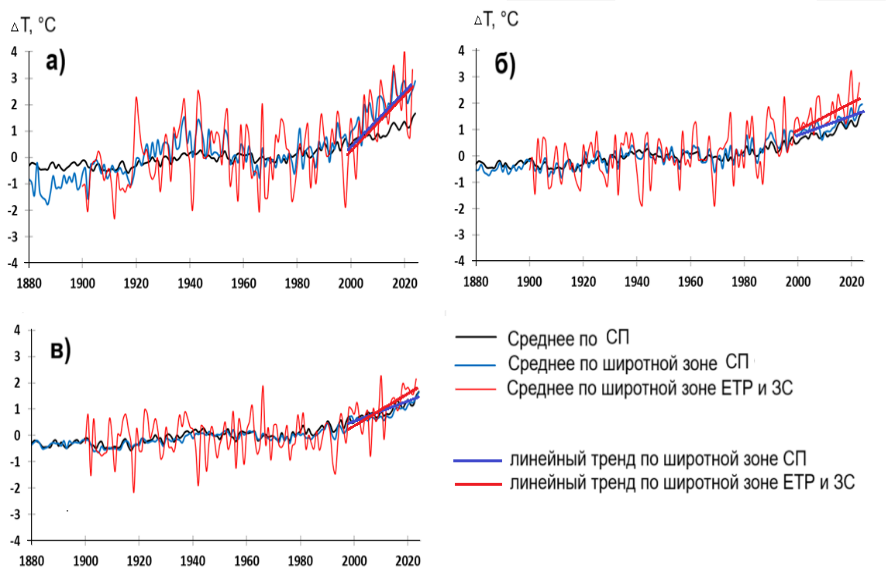 ΔT, °C
а)
4
3
2
1
0
-1
-2
-3
-4
1880 1900 1920 1940 1960 1980 2000 2020
ΔT, °C
б)
4
3
2
1
0
-1
-2
-3
-4
1880 1900 1920 1940 1960 1980 2000 2020
в)
4
3
2
1
0
-1
-2
-3
-4
1880 1900 1920 1940 1960 1980 2000 2020
Среднее по СП
Среднее по широтной зоне СП
Среднее по широтной зоне ЕТР и ЗС
линейный тренд по широтной зоне СП
линейный тренд по широтной зоне ЕТР и ЗС